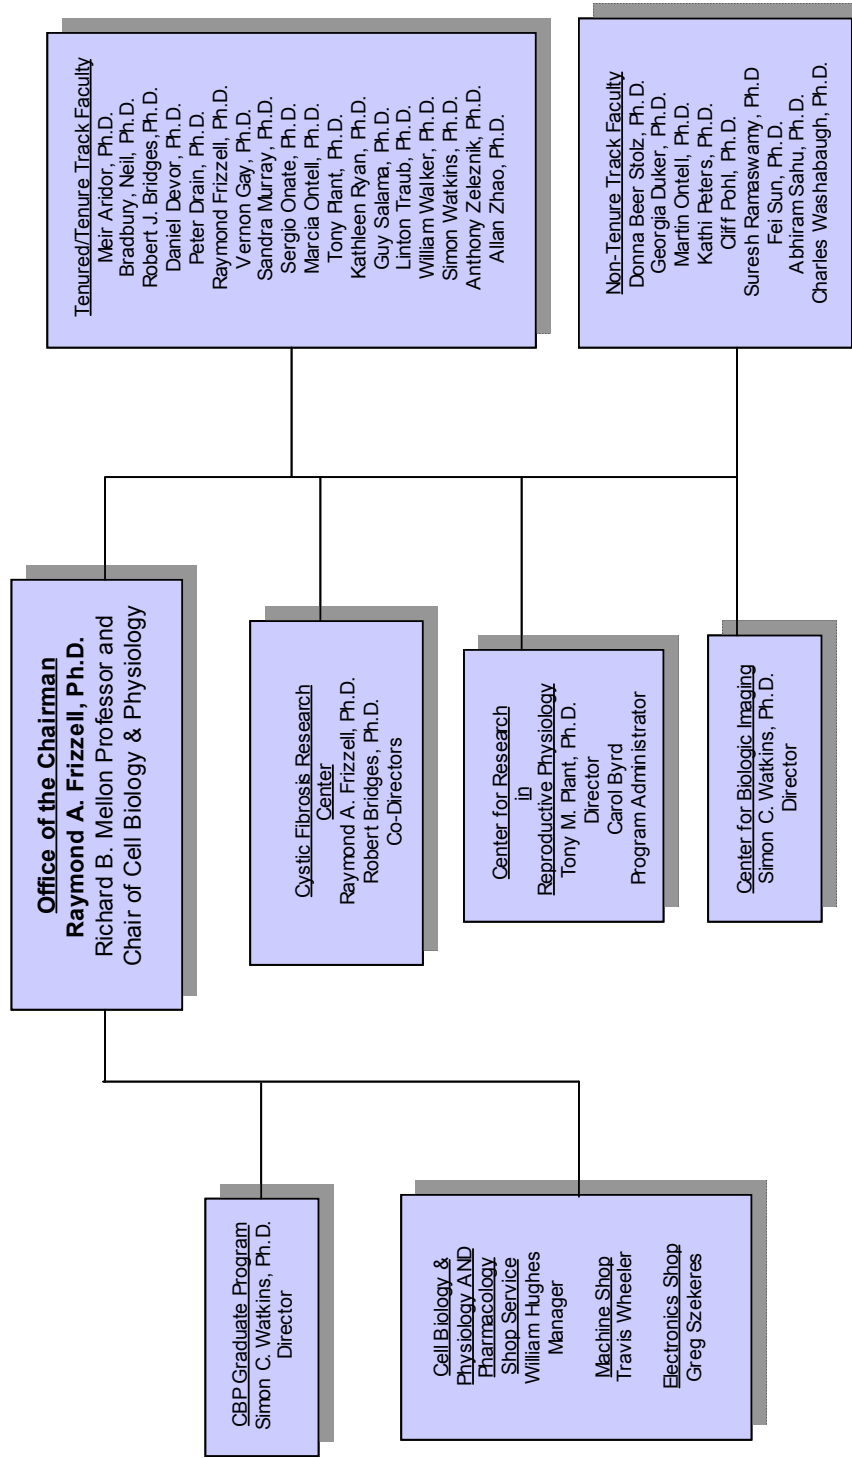 Office of the Chairman
Raymond A. Frizzell, Ph.D.
Richard B. Mellon Professor and
Chair of Cell Biology & Physiology
CBP Graduate Program
Simon C. Watkins, Ph.D.
Director
Cell Biology &
Physiology AND
Pharmacology
Shop Service
William Hughes
Manager
Machine Shop
Travis Wheeler
Electronics Shop
Greg Szekeres
Cystic Fibrosis Research
Center
Raymond A. Frizzell, Ph.D.
Robert Bridges, Ph.D.
Co-Directors
Center for Research
in
Reproductive Physiology
Tony M. Plant, Ph.D.
Director
Carol Byrd
Program Administrator
Center for Biologic Imaging
Simon C. Watkins, Ph.D.
Director
Tenured/Tenure Track Faculty
Meir Aridor, Ph.D.
Bradbury, Neil, Ph.D.
Robert J. Bridges,Ph.D.
Daniel Devor, Ph.D.
Peter Drain, Ph.D.
Raymond Frizzell, Ph.D.
Vernon Gay, Ph.D.
Sandra Murray, Ph.D.
Sergio Onate, Ph.D.
Marcia Ontell, Ph.D.
Tony Plant, Ph.D.
Kathleen Ryan, Ph.D.
Guy Salama, Ph.D.
Linton Traub, Ph.D.
William Walker, Ph.D.
Simon Watkins, Ph.D.
Anthony Zeleznik, Ph.D.
Allan Zhao, Ph.D.
Non-Tenure Track Faculty
Donna Beer Stolz, Ph.D.
Georgia Duker, Ph.D.
Martin Ontell, Ph.D.
Kathi Peters, Ph.D.
Cliff Pohl, Ph.D.
Suresh Ramaswamy, Ph.D
Fei Sun, Ph.D.
Abhiram Sahu, Ph.D.
Charles Washabaugh, Ph.D.